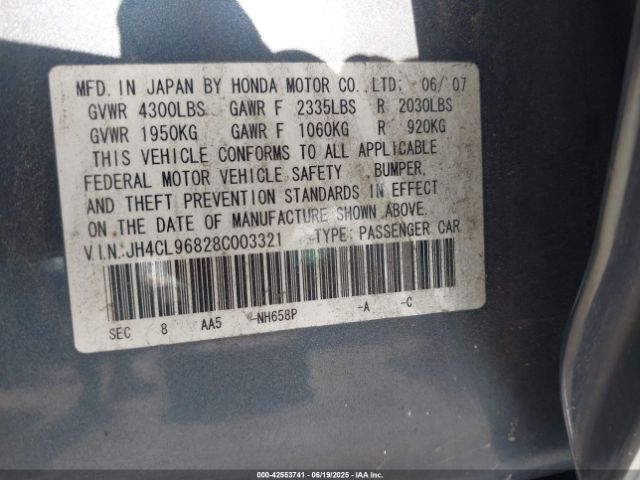 MFD. IN JAPAN BY HONDA MOTOR CO.,LTD: 06/'07
GVWR 4300LBS GAWR F 2335LBS R 2030LBS
GVWR 1950KG GAWR F 1060KG R 920KG
THIS VEHICLE CONFORMS TO ALL APPLICABLE
FEDERAL MOTOR VEHICLE SAFETY , BUMPER,
AND THEFT PREVENTION STANDARDS IN EFFECT
ON THE DATE OF MANUFACTURE SHOWN ABOVE.
V.I.N.:JH4CL96828C003321 TYPE: PASSENGER CAR
SEC 8 AA5 -NH658P -A -C
000-42553741 - 06/19/2025 - IAA Inc.